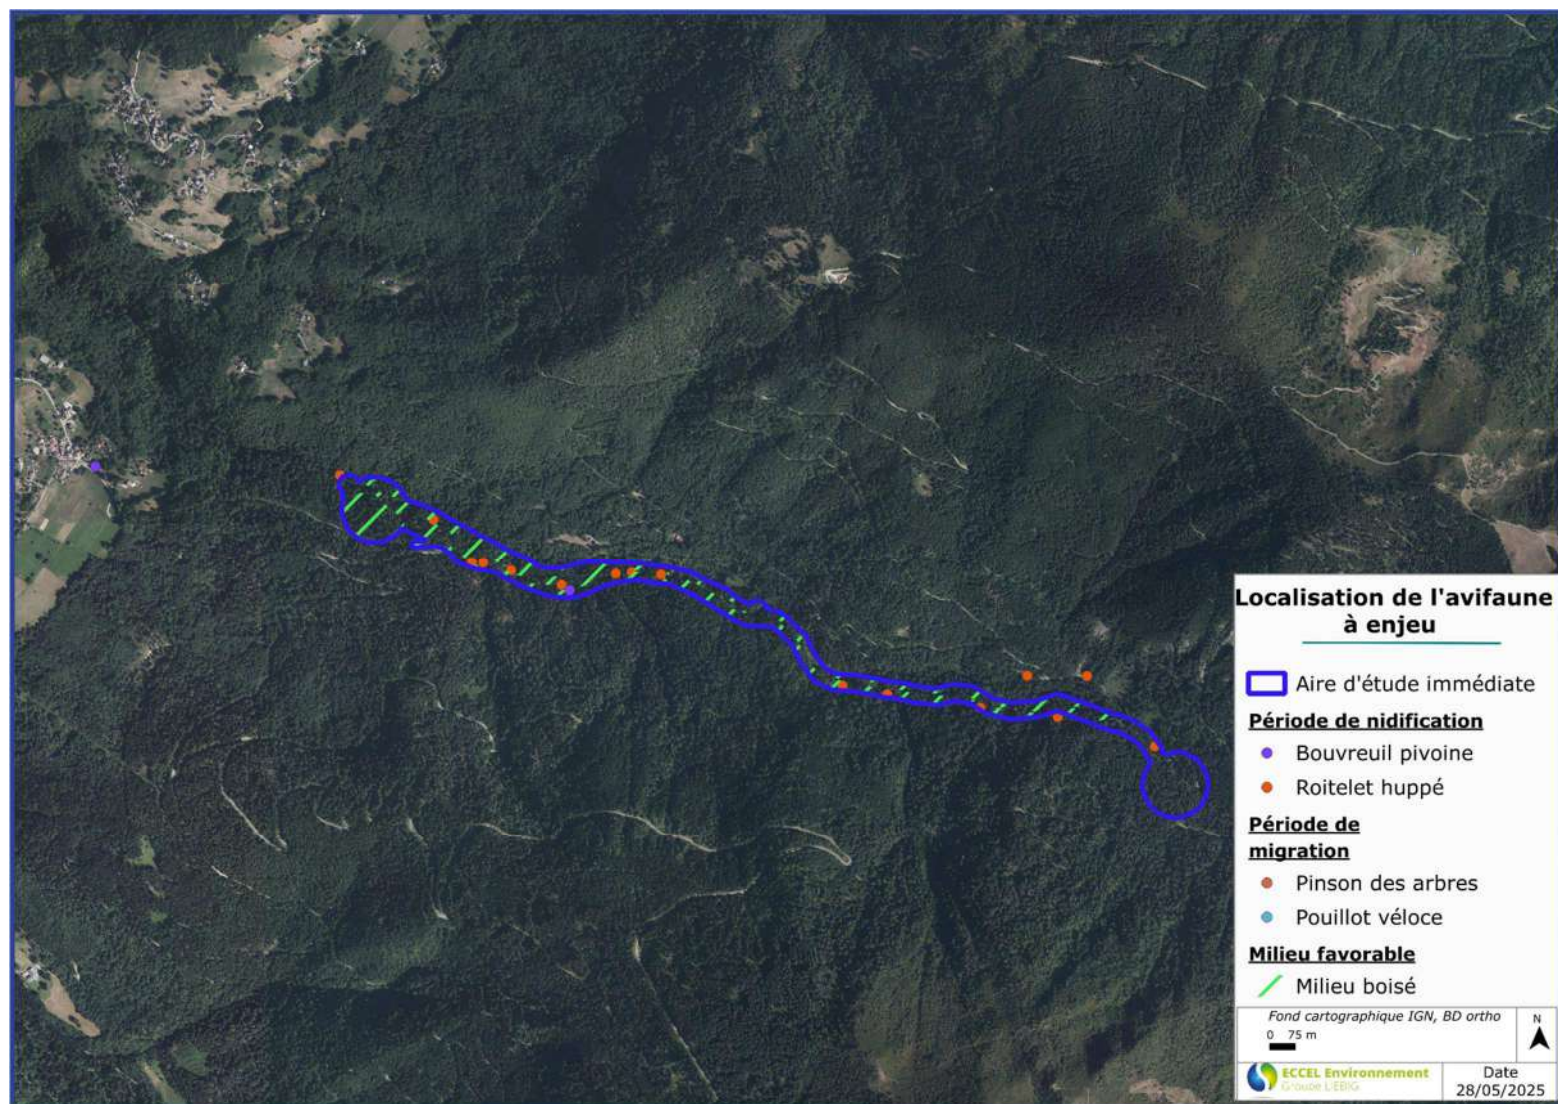 Localisation de l'avifaune
à enjeu
Aire d'étude immédiate
Période de nidification
Bouvreuil pivoine
Roitelet huppé
Période de
migration
Pinson des arbres
Pouillot véloce
Milieu favorable
Milieu boisé
Fond cartographique IGN, BD ortho
0 75 m
N
ECCEL Environnement
Groupe LIEBIG
Date
28/05/2025